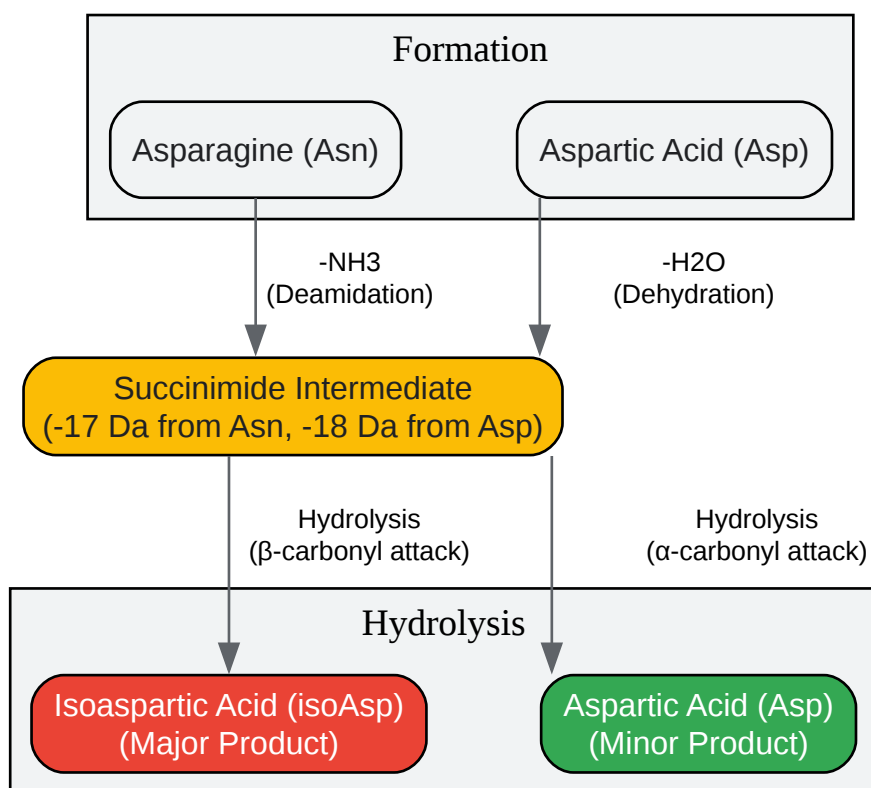 Formation
Asparagine (Asn)
Aspartic Acid (Asp)
-NH3
(Deamidation)
-H2O
(Dehydration)
Succinimide Intermediate
(-17 Da from Asn, -18 Da from Asp)
Hydrolysis
(β-carbonyl attack)
Hydrolysis
(α-carbonyl attack)
Hydrolysis
Isoaspartic Acid (isoAsp)
(Major Product)
Aspartic Acid (Asp)
(Minor Product)